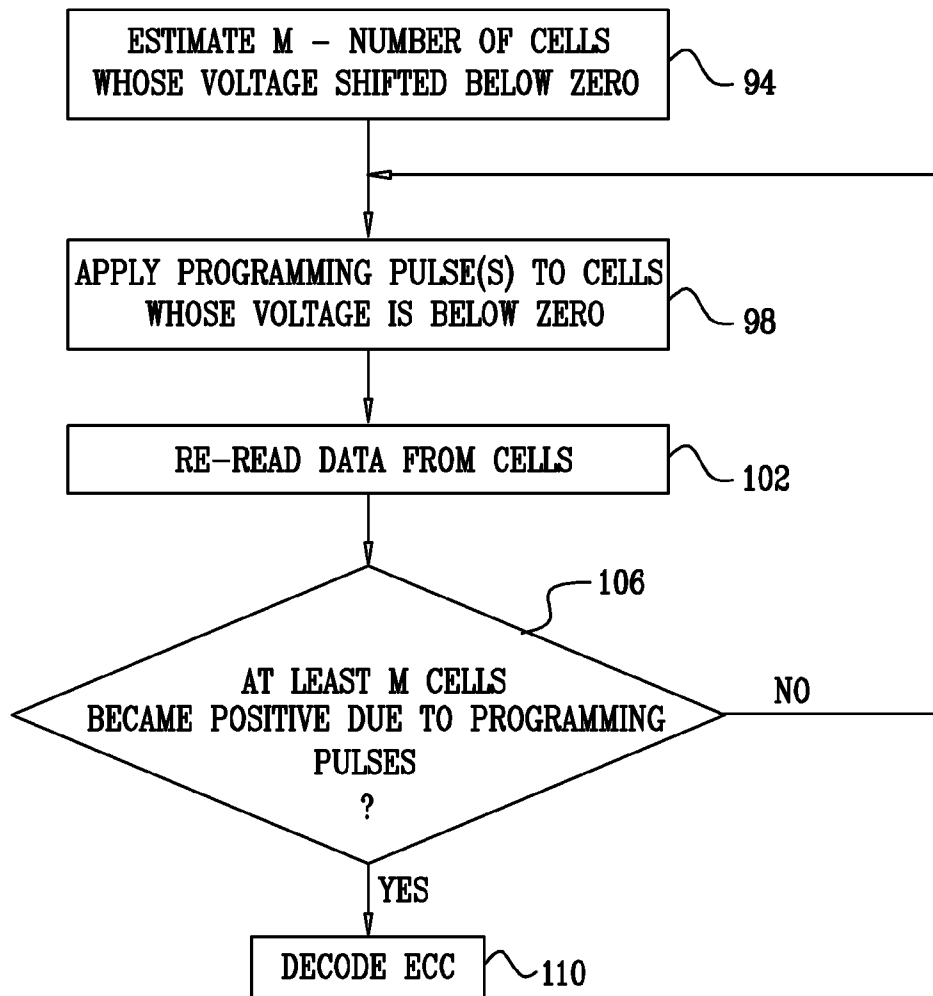 ESTIMATE M – NUMBER OF CELLS
WHOSE VOLTAGE SHIFTED BELOW ZERO
94
APPLY PROGRAMMING PULSE(S) TO CELLS
WHOSE VOLTAGE IS BELOW ZERO
98
RE–READ DATA FROM CELLS
102
106
AT LEAST M CELLS
BECAME POSITIVE DUE TO PROGRAMMING
PULSES
?
NO
YES
DECODE ECC
110